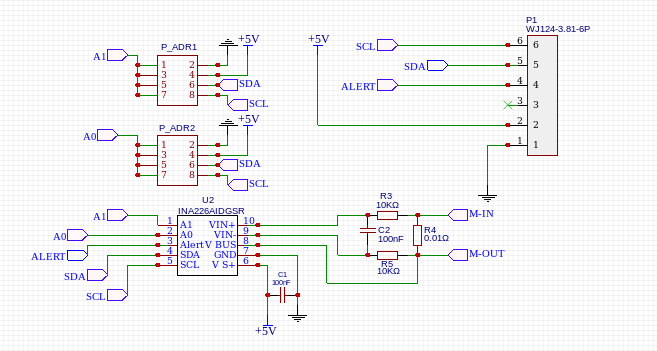 P_ADR1
A1
1 2
3 4
5 6
7 8
+5V
SDA
SCL
P_ADR2
A0
1 2
3 4
5 6
7 8
+5V
SDA
SCL
+5V
P1
WJ124-3.81-6P
SCL 6 6
SDA 5 5
ALERT 4 4
3 3
2 2
1 1
U2
INA226AIDGSR
A1 1 A1 VIN+ 10
A0 2 A0 VIN- 9
ALERT 3 Alert V BUS 8
SDA 4 SDA GND 7
SCL 5 SCL V S+ 6
C1
100nF
+5V
R3
10KΩ
M-IN
C2
100nF
R4
0.01Ω
R5
10KΩ
M-OUT